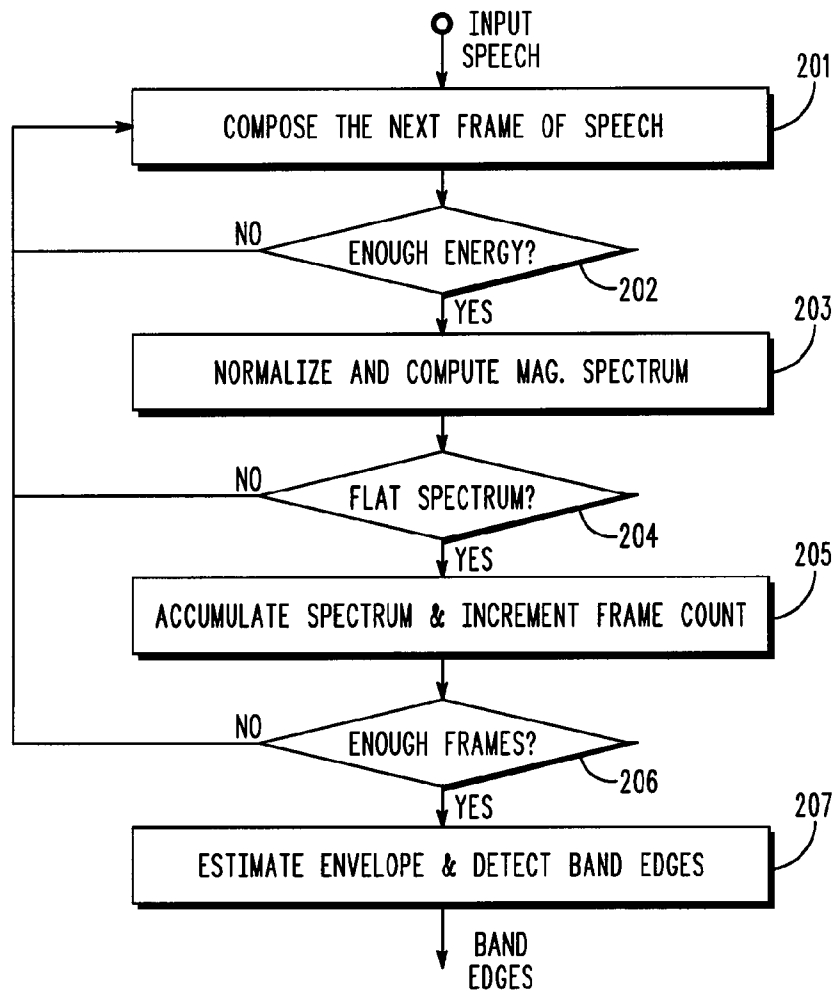 INPUT
SPEECH
201
COMPOSE THE NEXT FRAME OF SPEECH
NO
ENOUGH ENERGY?
202
YES
203
NORMALIZE AND COMPUTE MAG. SPECTRUM
NO
FLAT SPECTRUM?
204
YES
205
ACCUMULATE SPECTRUM & INCREMENT FRAME COUNT
NO
ENOUGH FRAMES?
206
YES
207
ESTIMATE ENVELOPE & DETECT BAND EDGES
BAND
EDGES